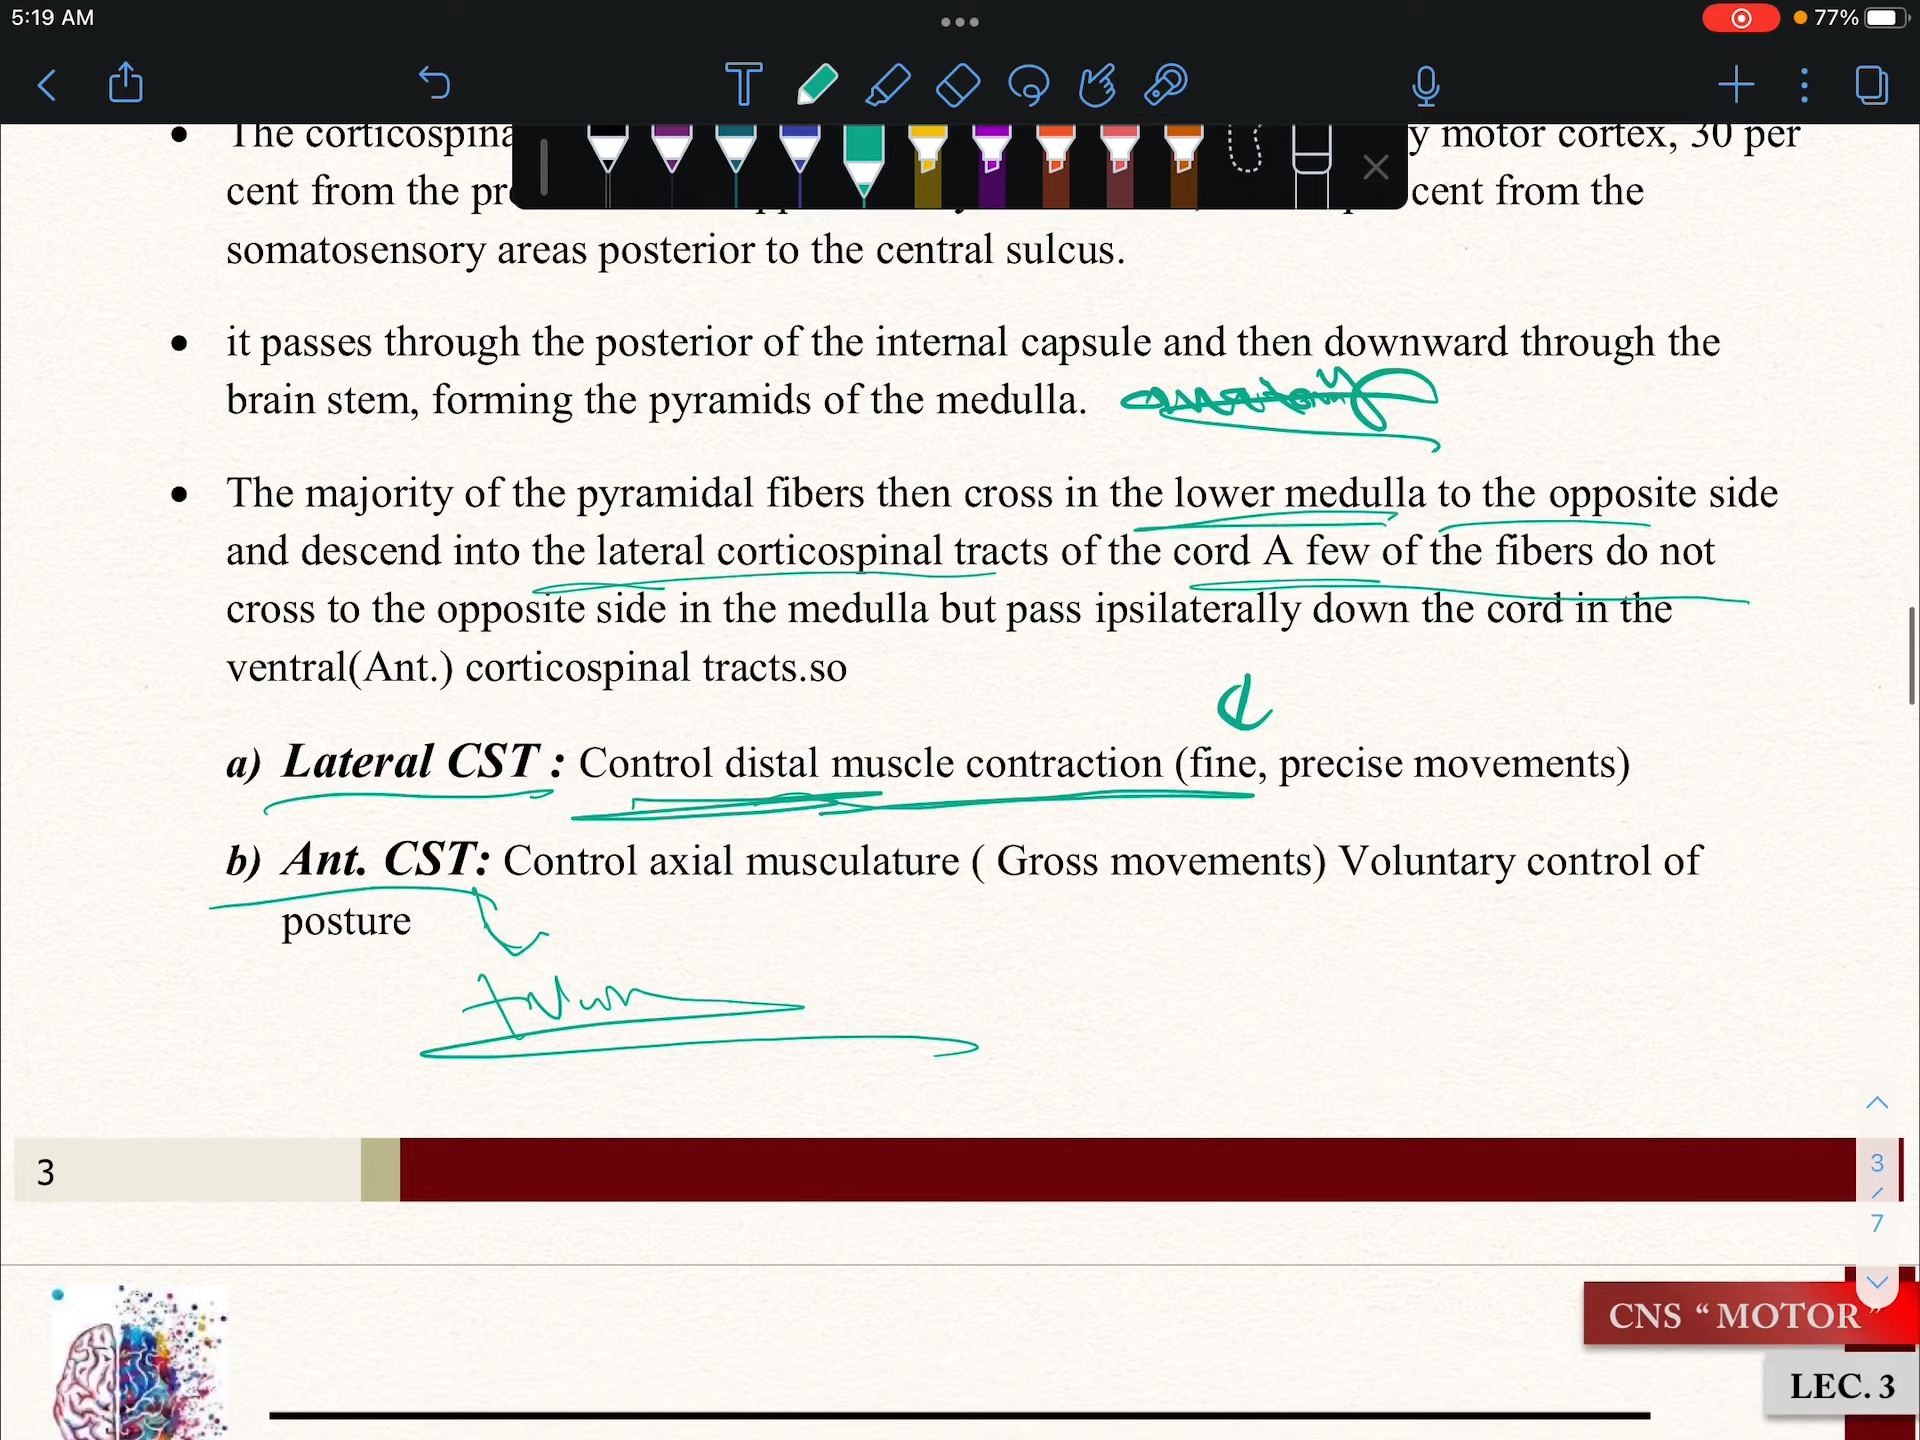 5:19 AM
77%
The corticospina y motor cortex, 30 per
cent from the pr cent from the
somatosensory areas posterior to the central sulcus.
it passes through the posterior of the internal capsule and then downward through the
brain stem, forming the pyramids of the medulla. anatomy
The majority of the pyramidal fibers then cross in the lower medulla to the opposite side
and descend into the lateral corticospinal tracts of the cord A few of the fibers do not
cross to the opposite side in the medulla but pass ipsilaterally down the cord in the
ventral(Ant.) corticospinal tracts.so
a) Lateral CST : Control distal muscle contraction (fine, precise movements)
b) Ant. CST: Control axial musculature ( Gross movements) Voluntary control of
posture
3
3
/
7
CNS “ MOTOR”
LEC. 3